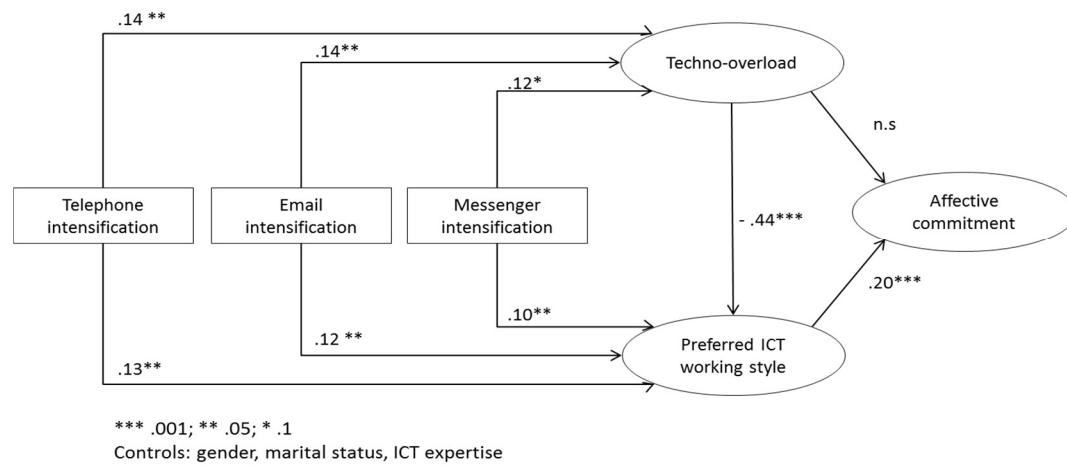 .14 **
.14**
.12*
Techno-overload
n.s
Telephone
intensification
Email
intensification
Messenger
intensification
Affective
commitment
- .44***
.20***
.10**
.12 **
.13**
Preferred ICT
working style
*** .001; ** .05; * .1
Controls: gender, marital status, ICT expertise